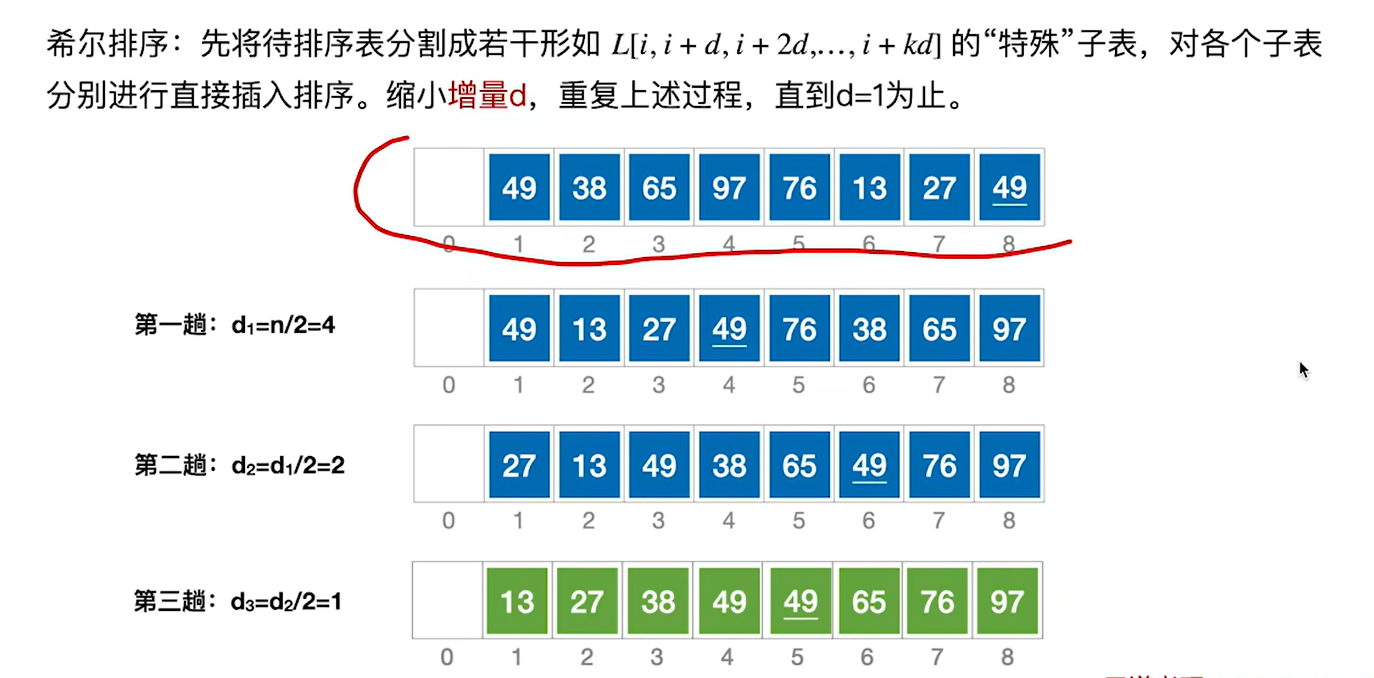 希尔排序：先将待排序表分割成若干形如 L[i, i + d, i + 2d,…, i + kd] 的“特殊”子表，对各个子表
分别进行直接插入排序。缩小增量d，重复上述过程，直到d=1为止。
49 38 65 97 76 13 27 49
0 1 2 3 4 5 6 7 8
第一趟：d₁=n/2=4 49 13 27 49 76 38 65 97
0 1 2 3 4 5 6 7 8
第二趟：d₂=d₁/2=2 27 13 49 38 65 49 76 97
0 1 2 3 4 5 6 7 8
第三趟：d₃=d₂/2=1 13 27 38 49 49 65 76 97
0 1 2 3 4 5 6 7 8